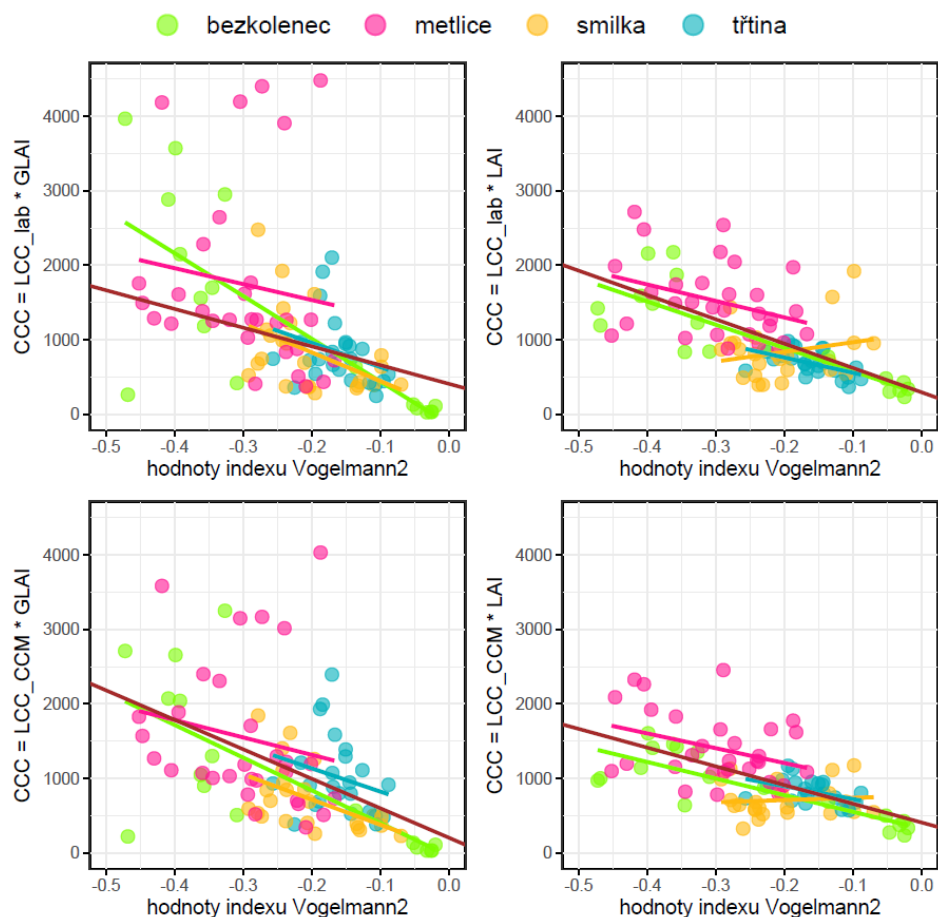 bezkolenec metlice smilka třtina
CCC = LCC_lab * GLAI
4000
3000
2000
1000
0
-0.5 -0.4 -0.3 -0.2 -0.1 0.0
hodnoty indexu Vogelmann2
CCC = LCC_lab * LAI
4000
3000
2000
1000
0
-0.5 -0.4 -0.3 -0.2 -0.1 0.0
hodnoty indexu Vogelmann2
CCC = LCC_CCM * GLAI
4000
3000
2000
1000
0
-0.5 -0.4 -0.3 -0.2 -0.1 0.0
hodnoty indexu Vogelmann2
CCC = LCC_CCM * LAI
4000
3000
2000
1000
0
-0.5 -0.4 -0.3 -0.2 -0.1 0.0
hodnoty indexu Vogelmann2